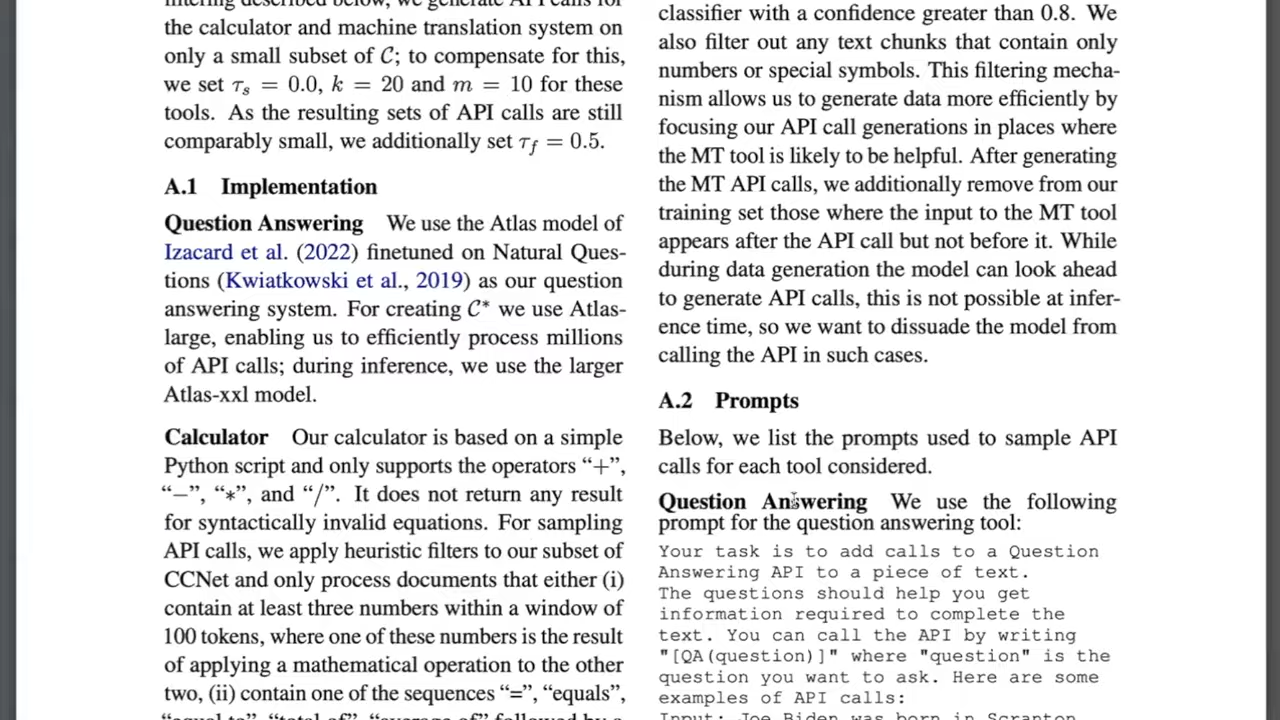 filtering described below, we generate API calls for
the calculator and machine translation system on
only a small subset of C; to compensate for this,
we set τs = 0.0, k = 20 and m = 10 for these
tools. As the resulting sets of API calls are still
comparably small, we additionally set τf = 0.5.
A.1 Implementation
Question Answering We use the Atlas model of
Izacard et al. (2022) finetuned on Natural Ques-
tions (Kwiatkowski et al., 2019) as our question
answering system. For creating C* we use Atlas-
large, enabling us to efficiently process millions
of API calls; during inference, we use the larger
Atlas-xxl model.
Calculator Our calculator is based on a simple
Python script and only supports the operators “+”,
“−”, “*”, and “/”. It does not return any result
for syntactically invalid equations. For sampling
API calls, we apply heuristic filters to our subset of
CCNet and only process documents that either (i)
contain at least three numbers within a window of
100 tokens, where one of these numbers is the result
of applying a mathematical operation to the other
two, (ii) contain one of the sequences “=”, “equals”,
“equal to”, “total of”, “average of” followed by a
classifier with a confidence greater than 0.8. We
also filter out any text chunks that contain only
numbers or special symbols. This filtering mecha-
nism allows us to generate data more efficiently by
focusing our API call generations in places where
the MT tool is likely to be helpful. After generating
the MT API calls, we additionally remove from our
training set those where the input to the MT tool
appears after the API call but not before it. While
during data generation the model can look ahead
to generate API calls, this is not possible at infer-
ence time, so we want to dissuade the model from
calling the API in such cases.
A.2 Prompts
Below, we list the prompts used to sample API
calls for each tool considered.
Question Answering We use the following
prompt for the question answering tool:
Your task is to add calls to a Question
Answering API to a piece of text.
The questions should help you get
information required to complete the
text. You can call the API by writing
"[QA(question)]" where "question" is the
question you want to ask. Here are some
examples of API calls:
Input: Joe Biden was born in Scranton,